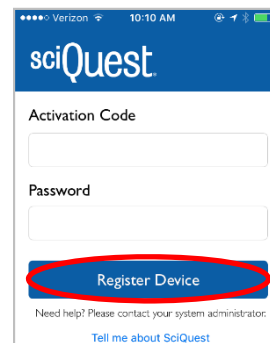 Verizon 10:10 AM
sciQuest.
Activation Code
Password
Register Device
Need help? Please contact your system administrator.
Tell me about SciQuest